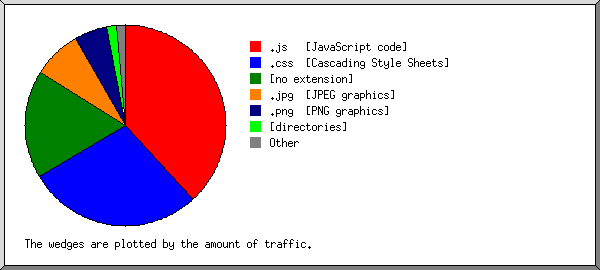 .js [JavaScript code]
.css [Cascading Style Sheets]
[no extension]
.jpg [JPEG graphics]
.png [PNG graphics]
[directories]
Other
The wedges are plotted by the amount of traffic.